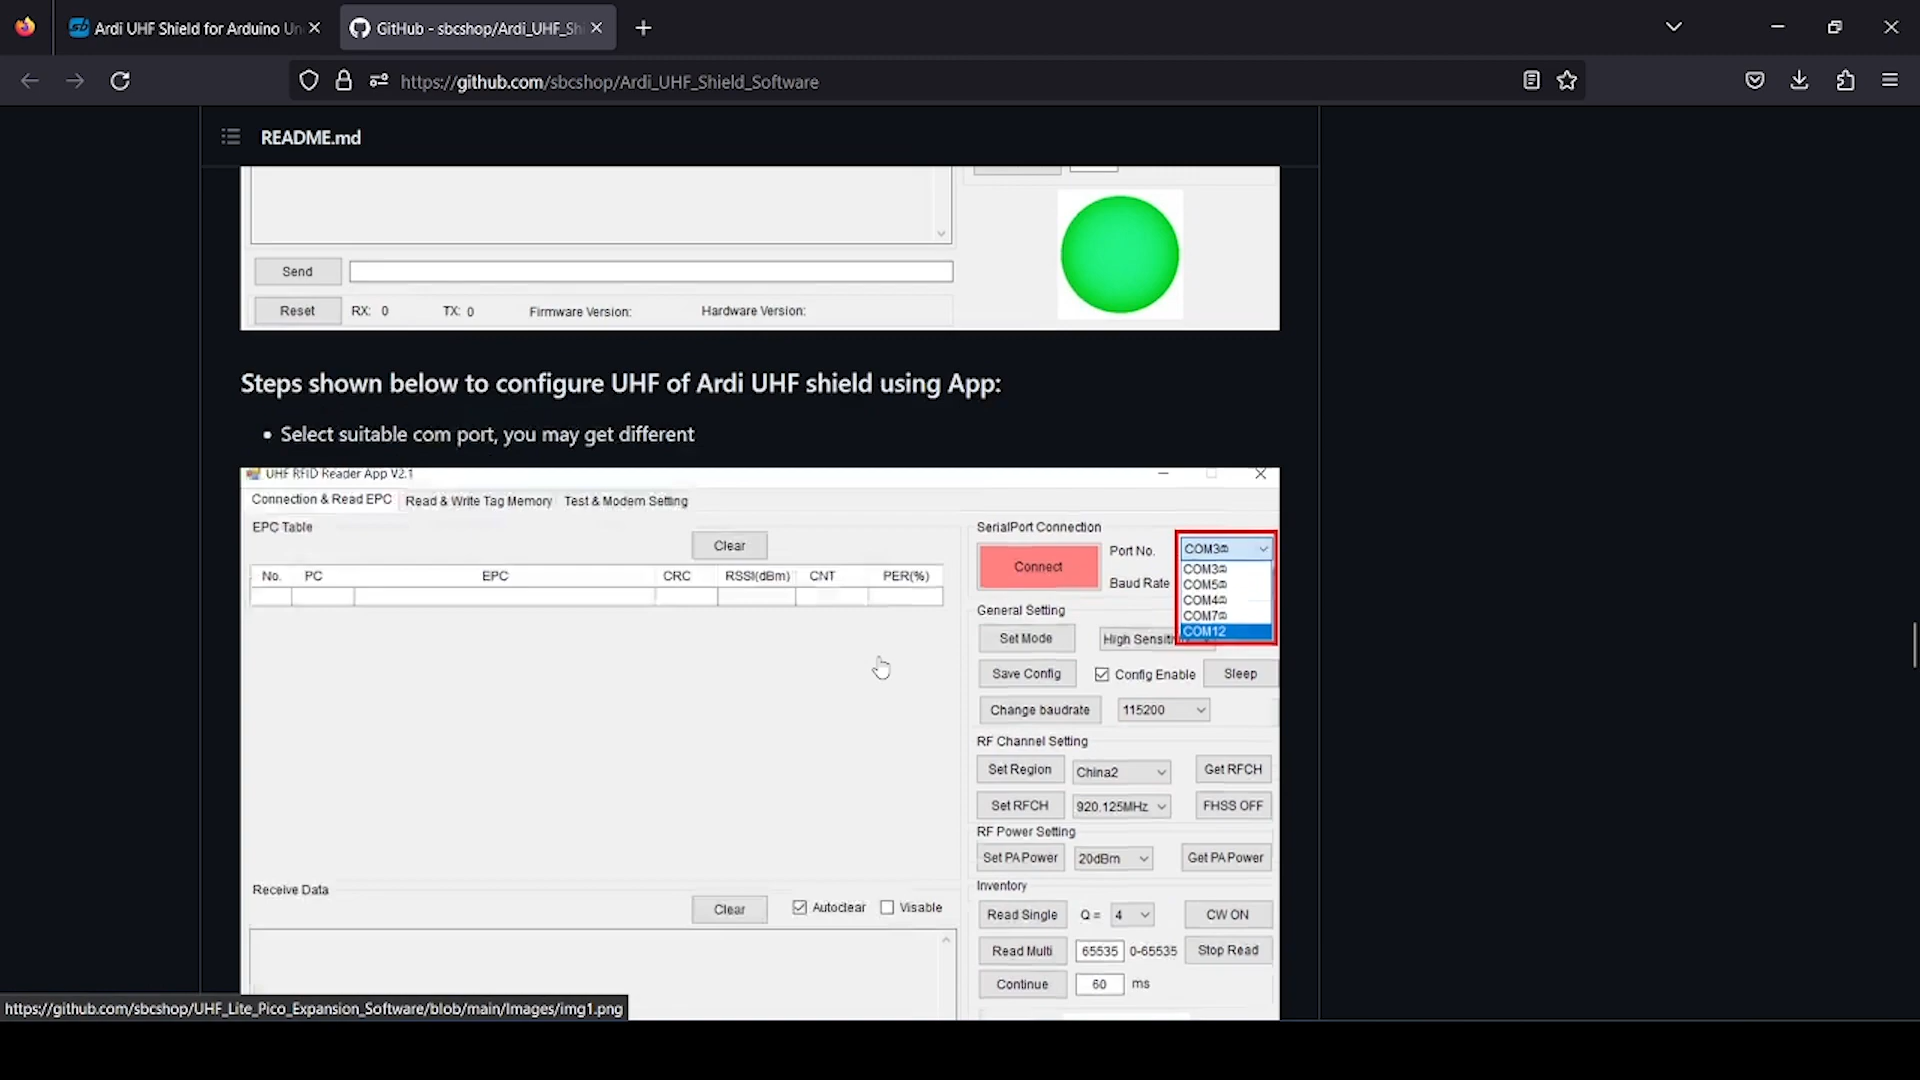 Ardi UHF Shield for Arduino Un
GitHub - sbcshop/Ardi_UHF_Shi
https://github.com/sbcshop/Ardi_UHF_Shield_Software
README.md
Send
Reset RX: 0 TX: 0 Firmware Version: Hardware Version:
Steps shown below to configure UHF of Ardi UHF shield using App:
• Select suitable com port, you may get different
UHF RFID Reader App V2.1
Connection & Read EPC Read & Write Tag Memory Test & Modem Setting
EPC Table
Clear
No. PC EPC CRC RSSI(dBm) CNT PER(%)
SerialPort Connection
Connect
Port No.
Baud Rate
COM3
COM3
COM5
COM4
COM7
COM12
General Setting
Set Mode High Sensiti
Save Config Config Enable Sleep
Change baudrate 115200
RF Channel Setting
Set Region China2 Get RFCH
Set RFCH 920.125MHz FHSS OFF
RF Power Setting
Set PA Power 20dBm Get PA Power
Receive Data
Clear Autoclear Visable
Inventory
Read Single Q = 4 CW ON
Read Multi 65535 0-65535 Stop Read
Continue 60 ms
https://github.com/sbcshop/UHF_Lite_Pico_Expansion_Software/blob/main/Images/img1.png